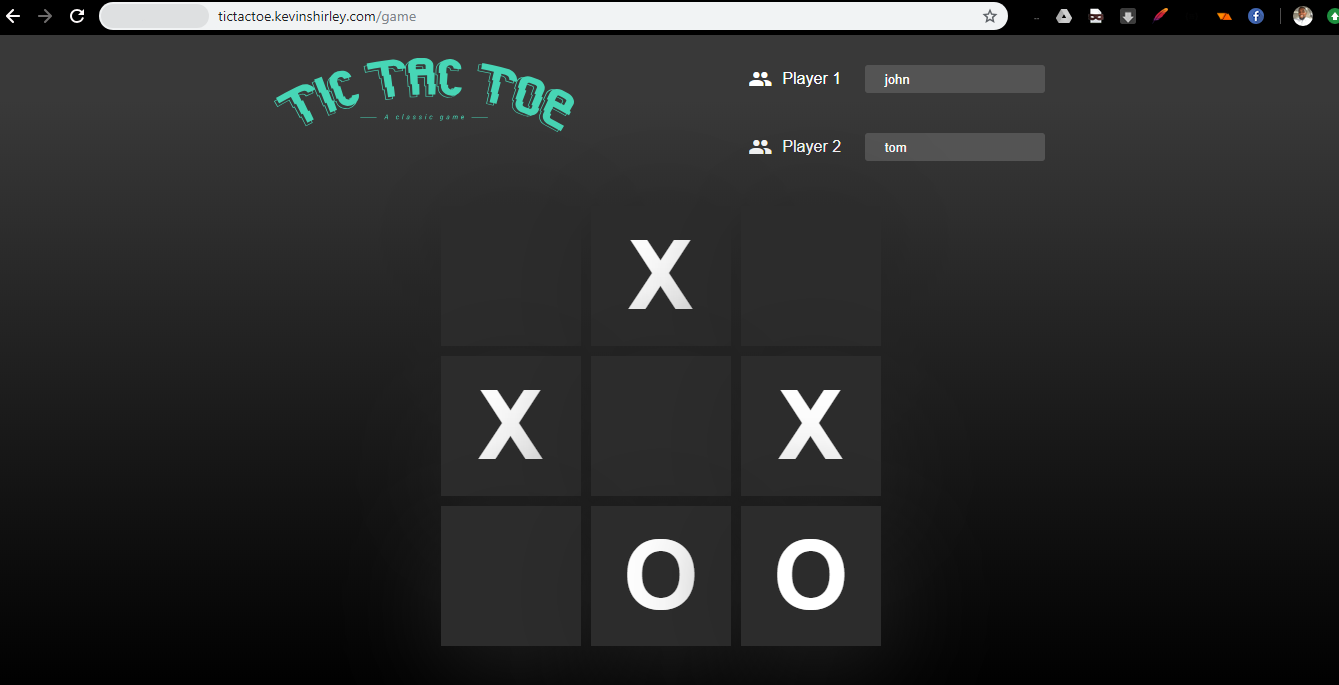 tictactoe.kevinshirley.com/game
TIC TAC TOE
A classic game
Player 1 john
Player 2 tom
X
X X
O O